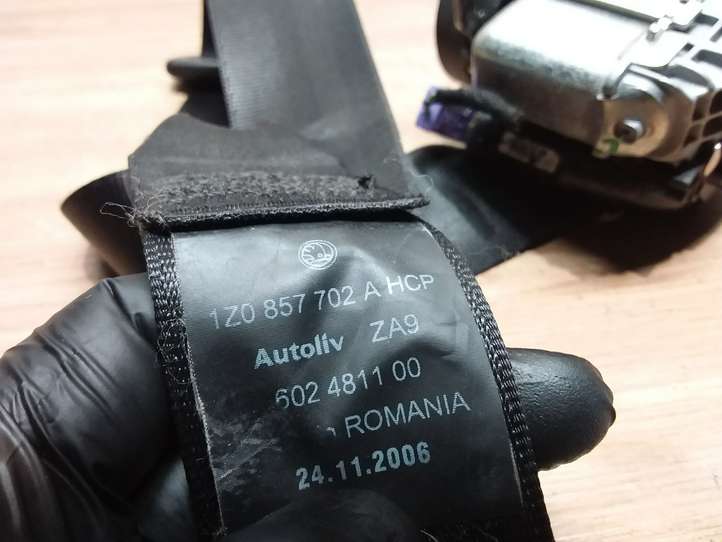 1Z0 857 702 A HCP
Autoliv ZA9
602 4811 00
ROMANIA
24.11.2006